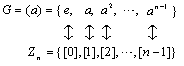 G = (a) = { e, a, a², ⋯, aⁿ⁻¹ }
↕ ↕ ↕ ↕
Zₙ = {[0],[1],[2],⋯,[n−1]}